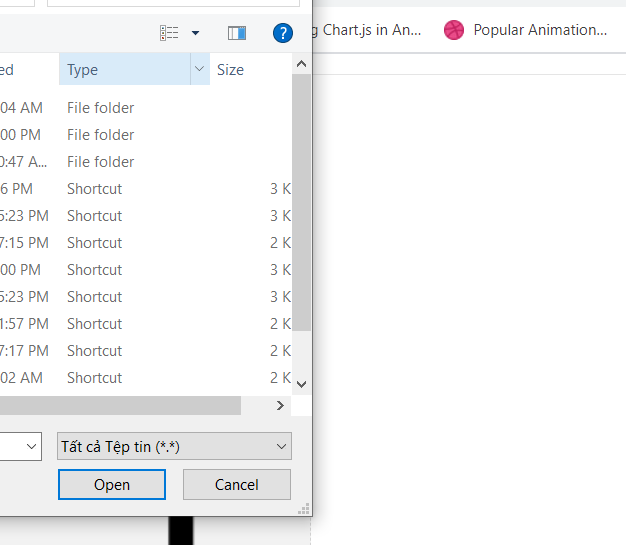 ?
g Chart.js in An...
Popular Animation...
ed Type Size
04 AM File folder
00 PM File folder
0:47 A... File folder
6 PM Shortcut 3 K
5:23 PM Shortcut 3 K
7:15 PM Shortcut 2 K
00 PM Shortcut 3 K
5:23 PM Shortcut 3 K
1:57 PM Shortcut 2 K
7:17 PM Shortcut 2 K
02 AM Shortcut 2 K
Tất cả Tệp tin (*.*)
Open Cancel